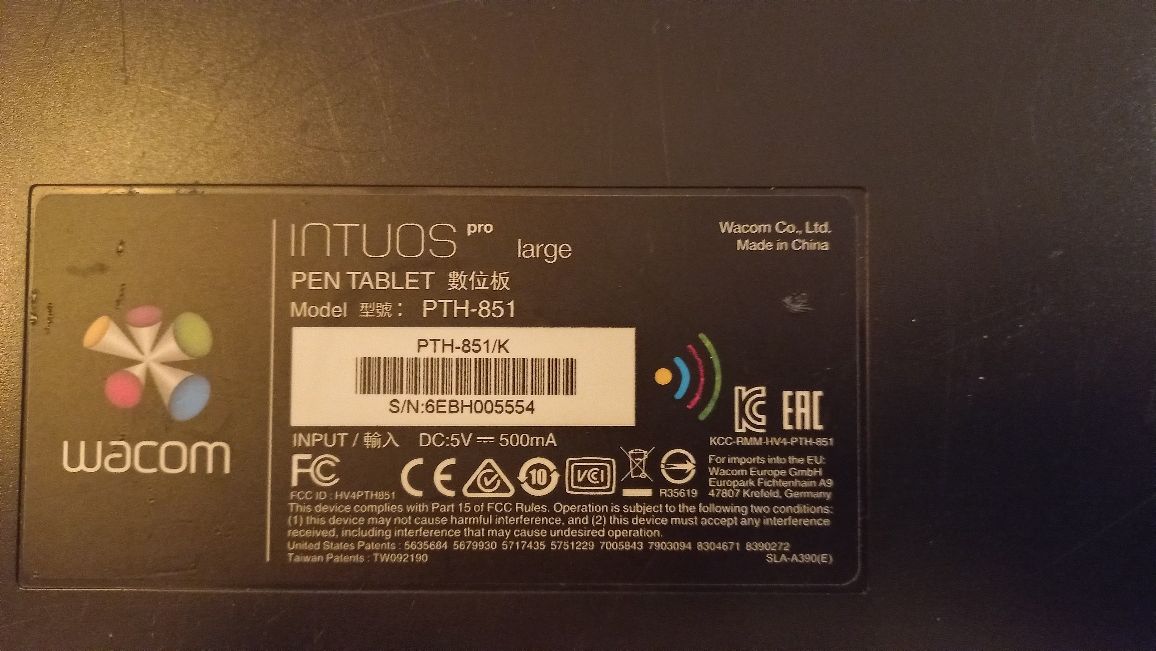 INTUOS pro large
PEN TABLET 數位板
Model 型號： PTH-851
Wacom Co., Ltd.
Made in China
PTH-851/K
S/N:6EBH005554
wacom
INPUT / 輸入 DC:5V ⎓ 500mA
FC
FCC ID : HV4PTH851
CE
10
VCI
R35619
KC EAC
KCC-RMM-HV4-PTH-851
For imports into the EU:
Wacom Europe GmbH
Europark Fichtenhain A9
47807 Krefeld, Germany
This device complies with Part 15 of FCC Rules. Operation is subject to the following two conditions:
(1) this device may not cause harmful interference, and (2) this device must accept any interference
received, including interference that may cause undesired operation.
United States Patents : 5635684 5679930 5717435 5751229 7005843 7903094 8304671 8390272
Taiwan Patents : TW092190
SLA-A390(E)